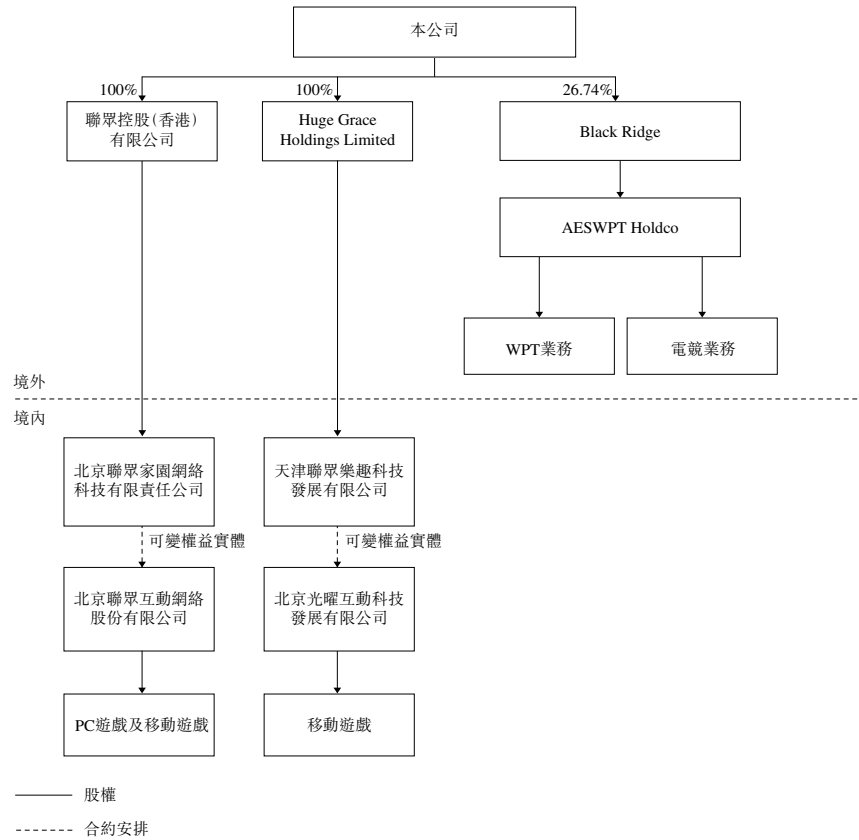 本公司
100%
100%
26.74%
聯眾控股(香港)
有限公司
Huge Grace
Holdings Limited
Black Ridge
AESWPT Holdco
WPT業務
電競業務
境外
境內
北京聯眾家園網絡
科技有限責任公司
天津聯眾樂趣科技
發展有限公司
可變權益實體
可變權益實體
北京聯眾互動網絡
股份有限公司
北京光曜互動科技
發展有限公司
PC遊戲及移動遊戲
移動遊戲
股權
合約安排